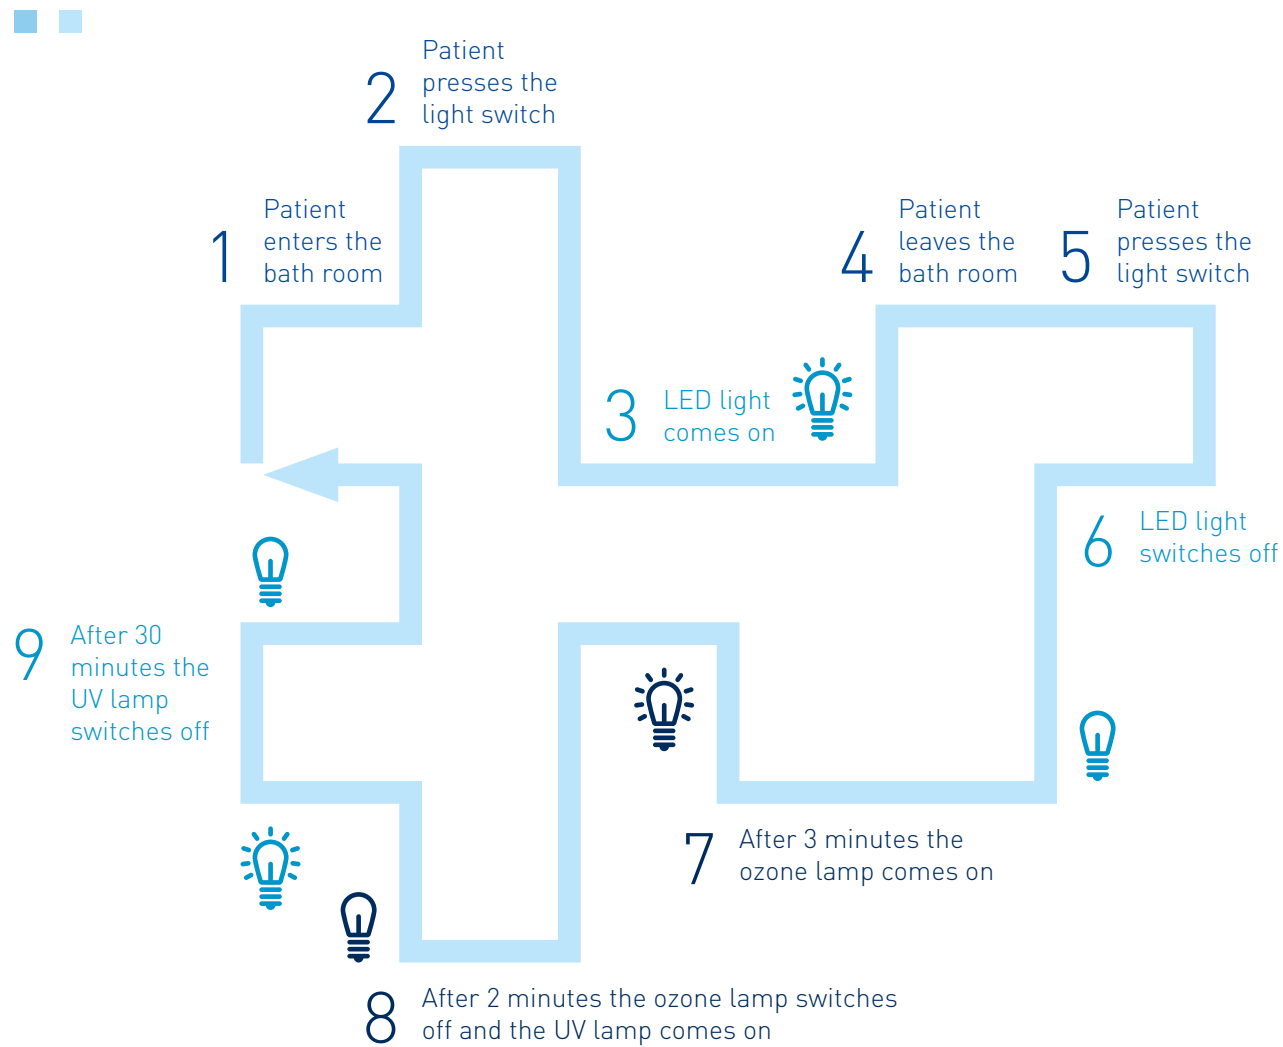 1
Patient
enters the
bath room
2
Patient
presses the
light switch
3
LED light
comes on
4
Patient
leaves the
bath room
5
Patient
presses the
light switch
6
LED light
switches off
7
After 3 minutes the
ozone lamp comes on
8
After 2 minutes the ozone lamp switches
off and the UV lamp comes on
9
After 30
minutes the
UV lamp
switches off